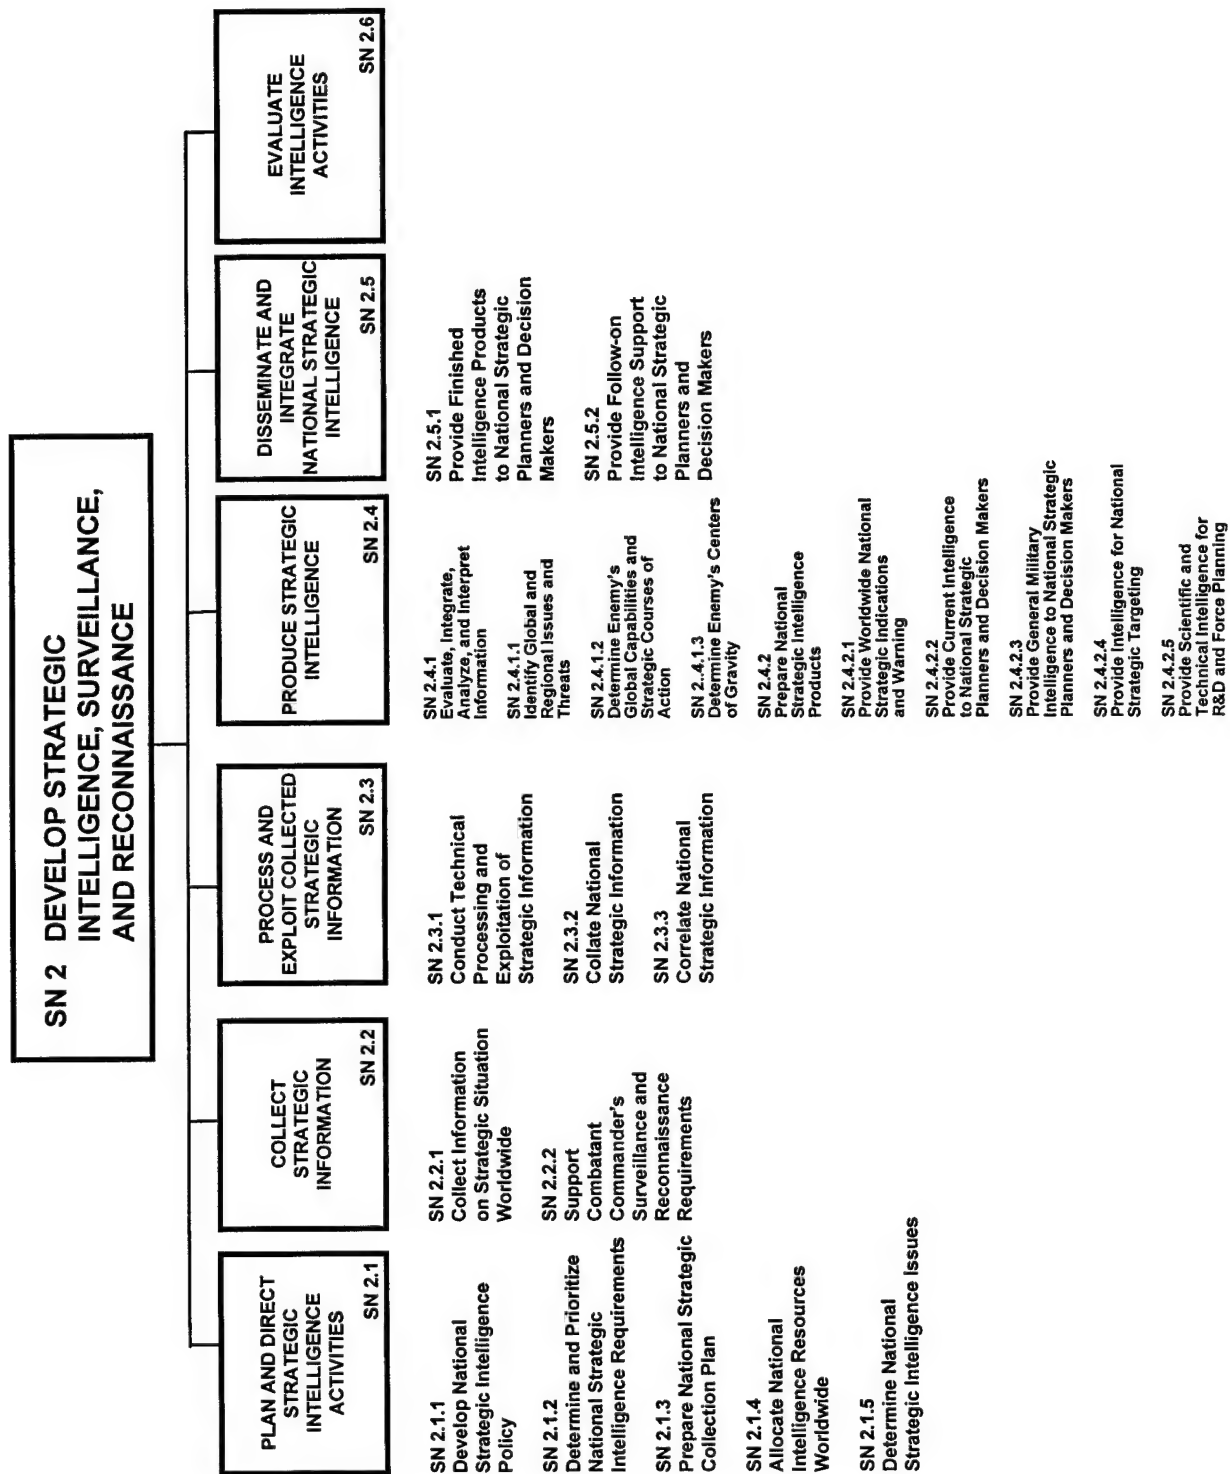 SN 2 DEVELOP STRATEGIC
INTELLIGENCE, SURVEILLANCE,
AND RECONNAISSANCE
PLAN AND DIRECT
STRATEGIC
INTELLIGENCE
ACTIVITIES
SN 2.1
SN 2.1.1
Develop National
Strategic Intelligence
Policy
SN 2.1.2
Determine and Prioritize
National Strategic
Intelligence Requirements
SN 2.1.3
Prepare National Strategic
Collection Plan
SN 2.1.4
Allocate National
Intelligence Resources
Worldwide
SN 2.1.5
Determine National
Strategic Intelligence Issues
COLLECT
STRATEGIC
INFORMATION
SN 2.2
SN 2.2.1
Collect Information
on Strategic Situation
Worldwide
SN 2.2.2
Support
Combatant
Commander's
Surveillance and
Reconnaissance
Requirements
PROCESS AND
EXPLOIT COLLECTED
STRATEGIC
INFORMATION
SN 2.3
SN 2.3.1
Conduct Technical
Processing and
Exploitation of
Strategic Information
SN 2.3.2
Collate National
Strategic Information
SN 2.3.3
Correlate National
Strategic Information
PRODUCE STRATEGIC
INTELLIGENCE
SN 2.4
SN 2.4.1
Evaluate, Integrate,
Analyze, and Interpret
Information
SN 2.4.1.1
Identify Global and
Regional Issues and
Threats
SN 2.4.1.2
Determine Enemy's
Global Capabilities and
Strategic Courses of
Action
SN 2..4.1.3
Determine Enemy's Centers
of Gravity
SN 2.4.2
Prepare National
Strategic Intelligence
Products
SN 2.4.2.1
Provide Worldwide National
Strategic Indications
and Warning
SN 2.4.2.2
Provide Current Intelligence
to National Strategic
Planners and Decision Makers
SN 2.4.2.3
Provide General Military
Intelligence to National Strategic
Planners and Decision Makers
SN 2.4.2.4
Provide Intelligence for National
Strategic Targeting
SN 2.4.2.5
Provide Scientific and
Technical Intelligence for
R&D and Force Planning
DISSEMINATE AND
INTEGRATE
NATIONAL STRATEGIC
INTELLIGENCE
SN 2.5
SN 2.5.1
Provide Finished
Intelligence Products
to National Strategic
Planners and Decision
Makers
SN 2.5.2
Provide Follow-on
Intelligence Support
to National Strategic
Planners and
Decision Makers
EVALUATE
INTELLIGENCE
ACTIVITIES
SN 2.6